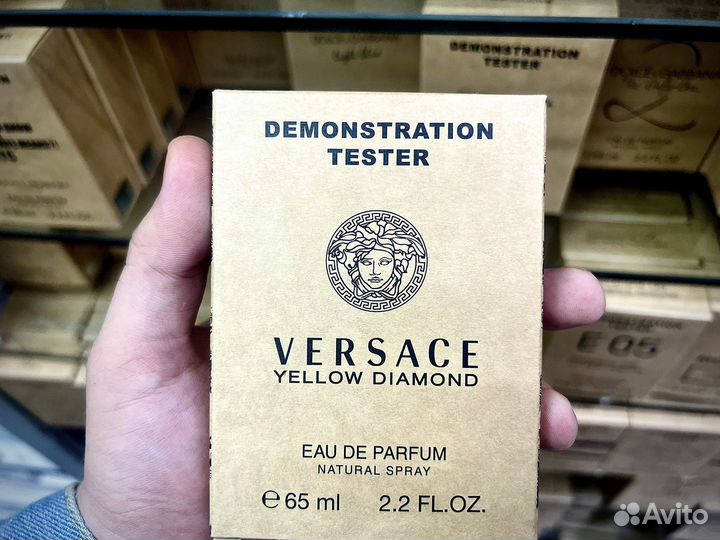 DEMONSTRATION
TESTER
VERSACE
YELLOW DIAMOND
EAU DE PARFUM
NATURAL SPRAY
℮ 65 ml 2.2 FL.OZ.
DEMONSTRATION
TESTER
E 05
Avito